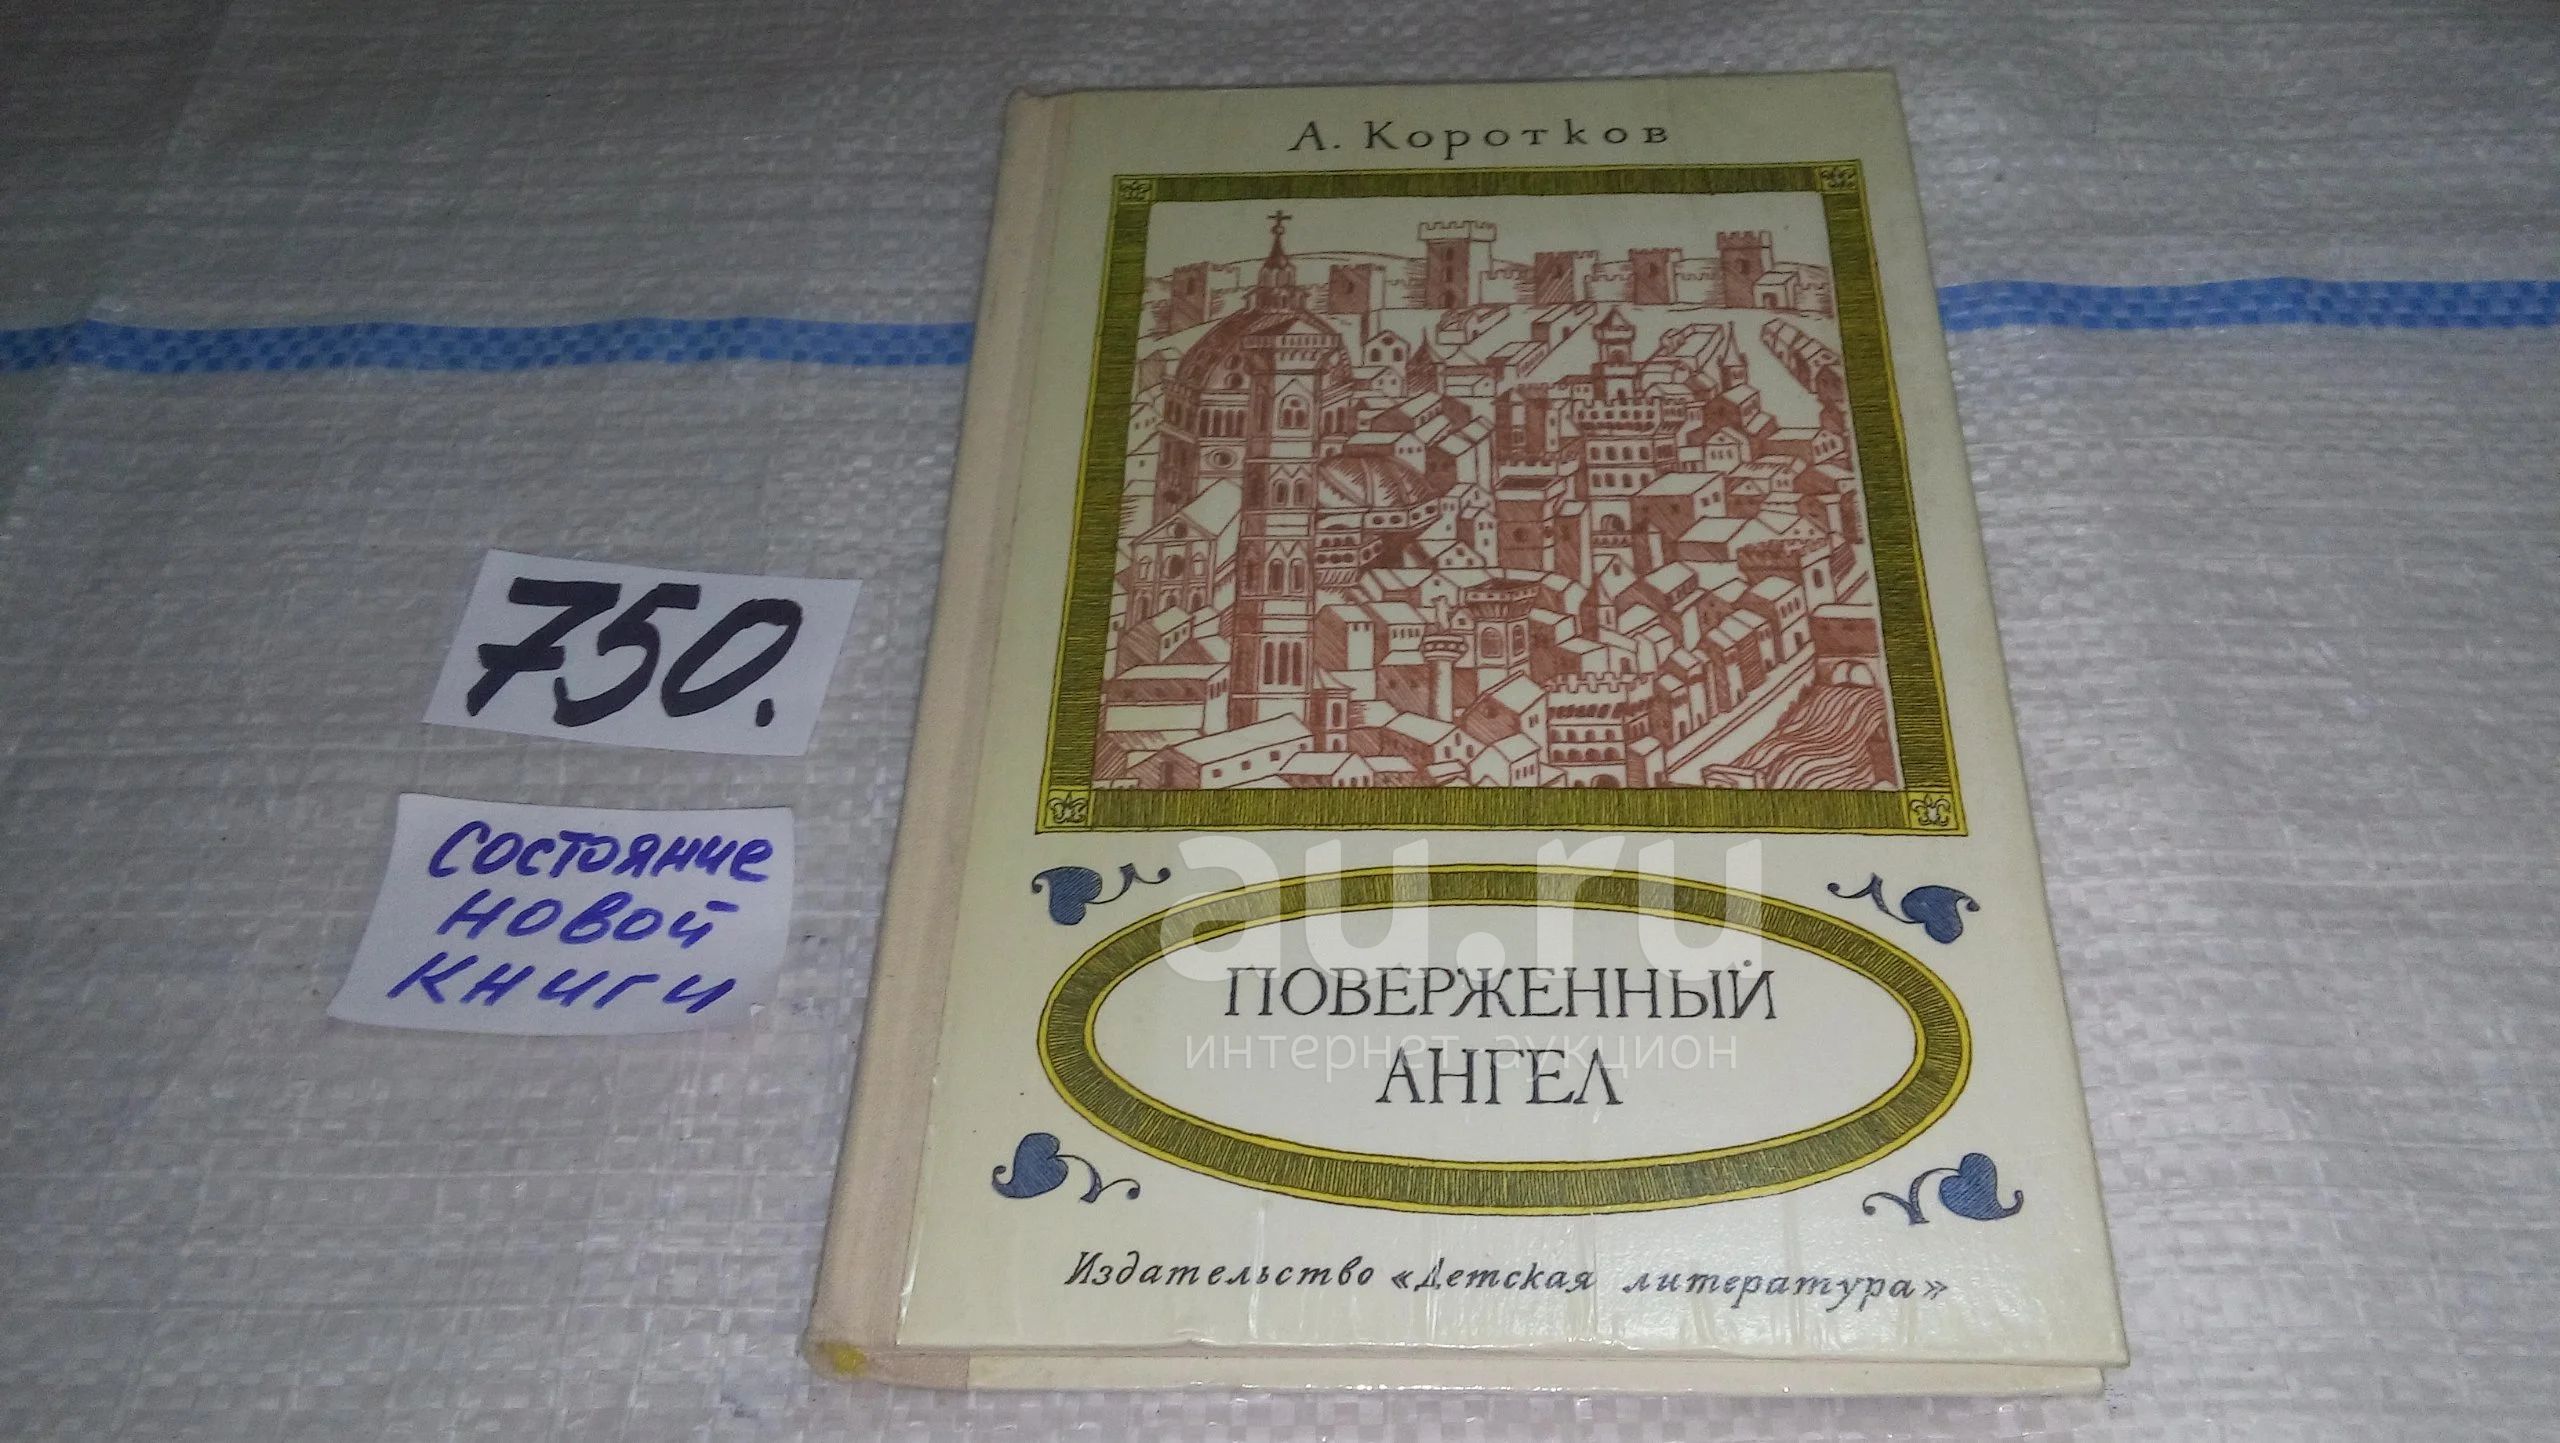 А. Коротков
750.
Состояние
новой
книги
au.ru
ПОВЕРЖЕННЫЙ
интернет-аукцион
АНГЕЛ
Издательство «Детская литература»